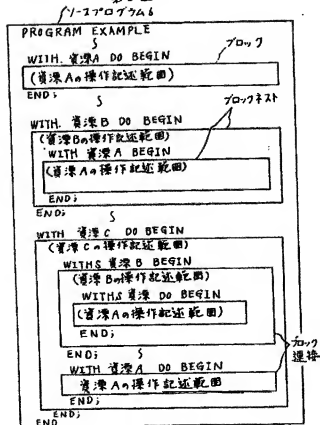 ソースプログラム6
PROGRAM EXAMPLE
WITH. 資源A DO BEGIN
ブロック
(資源Aの操作記述範囲)
END;
WITH. 資源B DO BEGIN
ブロックネスト
(資源Bの操作記述範囲)
WITH 資源A BEGIN
(資源Aの操作記述範囲)
END;
END;
WITH 資源C DO BEGIN
(資源Cの操作記述範囲)
WITHS 資源B BEGIN
(資源Bの操作記述範囲)
WITHS 資源 DO BEGIN
(資源Aの操作記述範囲)
END;
END;
ブロック
連接
WITH 資源A DO BEGIN
資源Aの操作記述範囲
END;
END;
END